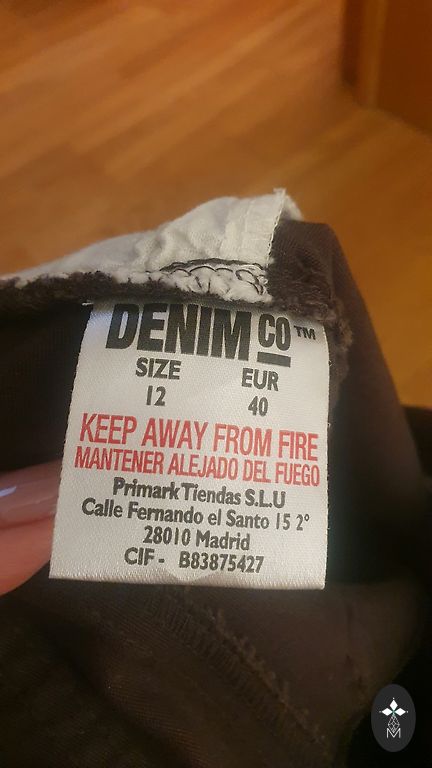 DENIM CO™
SIZE EUR
12 40
KEEP AWAY FROM FIRE
MANTENER ALEJADO DEL FUEGO
Primark Tiendas S.L.U
Calle Fernando el Santo 15 2°
28010 Madrid
CIF - B83875427
M